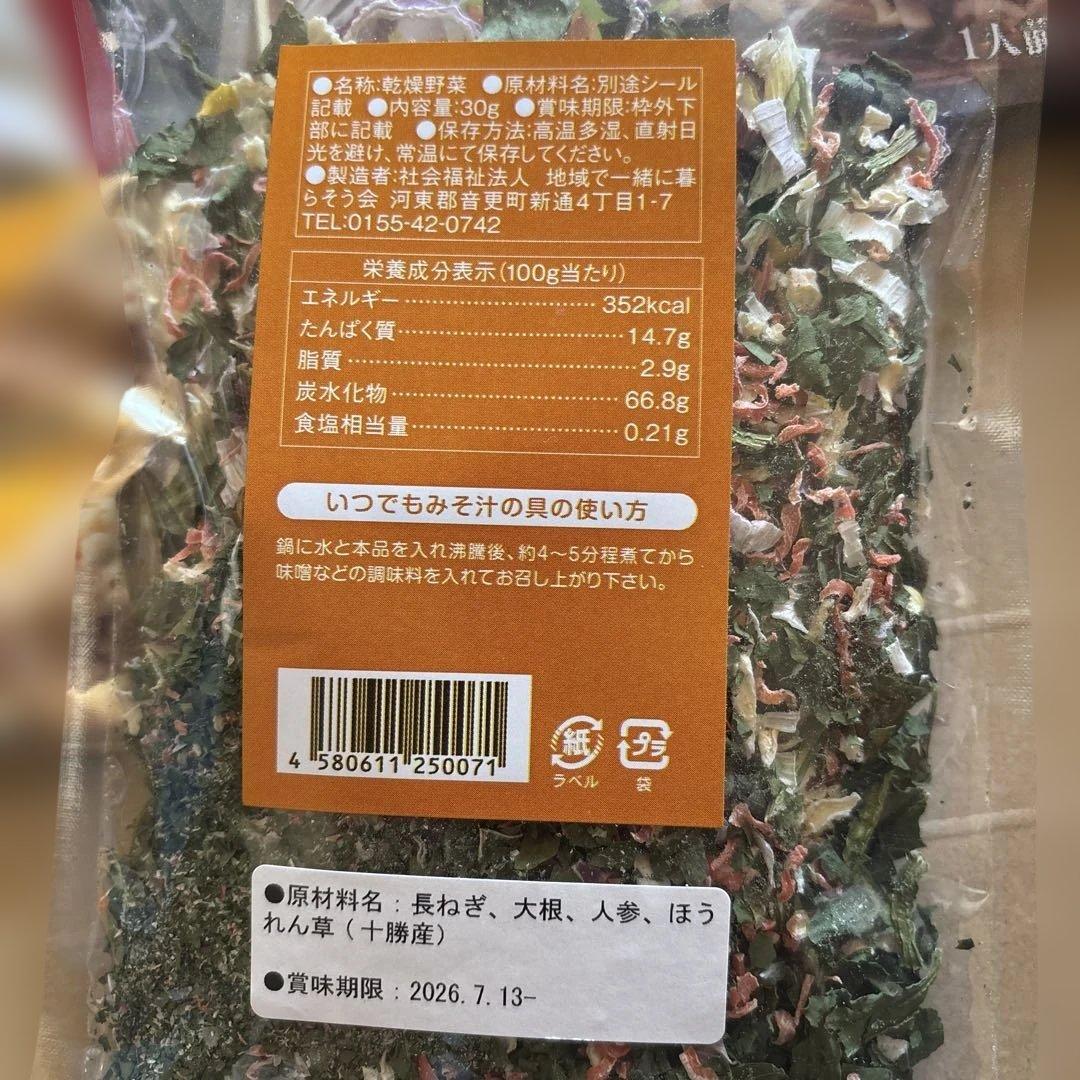 1人前
●名称:乾燥野菜 ●原材料名:別途シール
記載 ●内容量:30g ●賞味期限:枠外下
部に記載 ●保存方法:高温多湿、直射日
光を避け、常温にて保存してください。
●製造者:社会福祉法人 地域で一緒に暮
らそう会 河東郡音更町新通4丁目1-7
TEL:0155-42-0742
栄養成分表示(100g当たり)
エネルギー…………………………352kcal
たんぱく質…………………………14.7g
脂質…………………………2.9g
炭水化物…………………………66.8g
食塩相当量…………………………0.21g
いつでもみそ汁の具の使い方
鍋に水と本品を入れ沸騰後、約4〜5分程煮てから
味噌などの調味料を入れてお召し上がり下さい。
4 580611 250071
紙
ラベル
プラ
袋
●原材料名:長ねぎ、大根、人参、ほう
れん草(十勝産)
●賞味期限:2026.7.13-